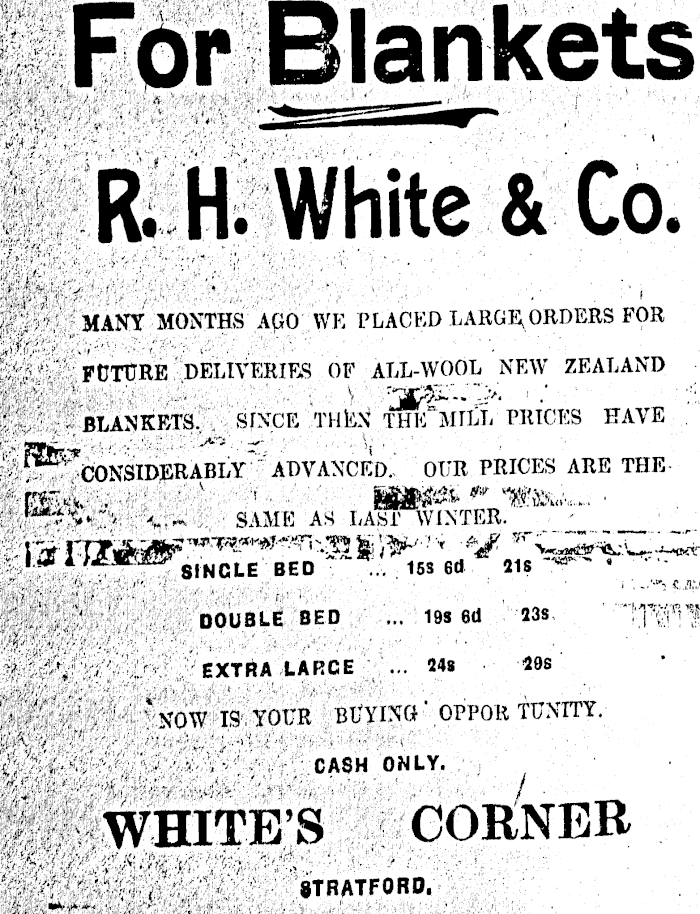 For Blankets
R. H. White & Co.
MANY MONTHS AGO WE PLACED LARGE ORDERS FOR
FUTURE DELIVERIES OF ALL-WOOL NEW ZEALAND
BLANKETS. SINCE THEN THE MILL PRICES HAVE
CONSIDERABLY ADVANCED. OUR PRICES ARE THE
SAME AS LAST WINTER.
SINGLE BED ... 15s 6d 21s
DOUBLE BED ... 19s 6d 23s.
EXTRA LARGE ... 24s 29s
NOW IS YOUR BUYING OPPORTUNITY.
CASH ONLY.
WHITE'S CORNER
STRATFORD.